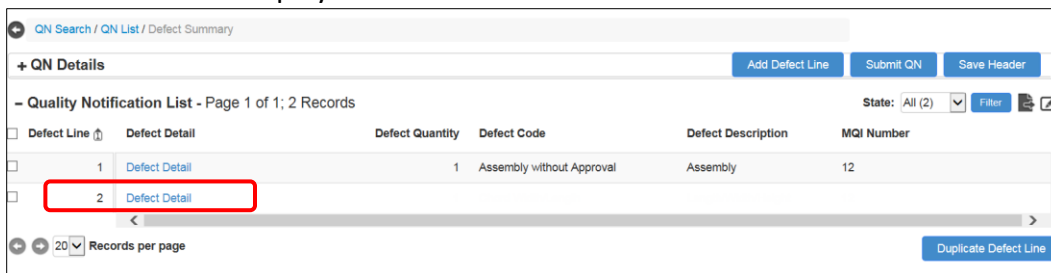 QN Search / QN List / Defect Summary
+ QN Details Add Defect Line Submit QN Save Header
– Quality Notification List - Page 1 of 1; 2 Records State: All (2) Filter
Defect Line Defect Detail Defect Quantity Defect Code Defect Description MQI Number
1 Defect Detail 1 Assembly without Approval Assembly 12
2 Defect Detail
20 Records per page Duplicate Defect Line